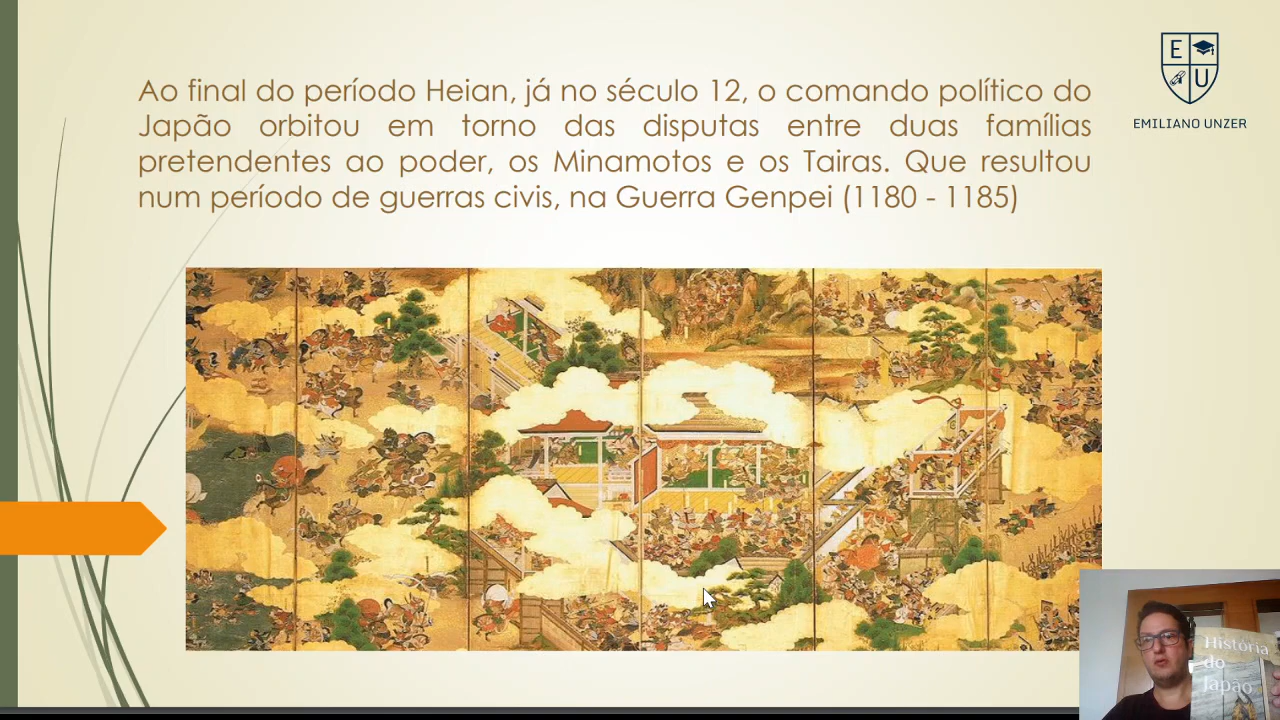 Ao final do período Heian, já no século 12, o comando político do
Japão orbitou em torno das disputas entre duas famílias
pretendentes ao poder, os Minamotos e os Tairas. Que resultou
num período de guerras civis, na Guerra Genpei (1180 - 1185)
E
U
EMILIANO UNZER
História
do
Japão